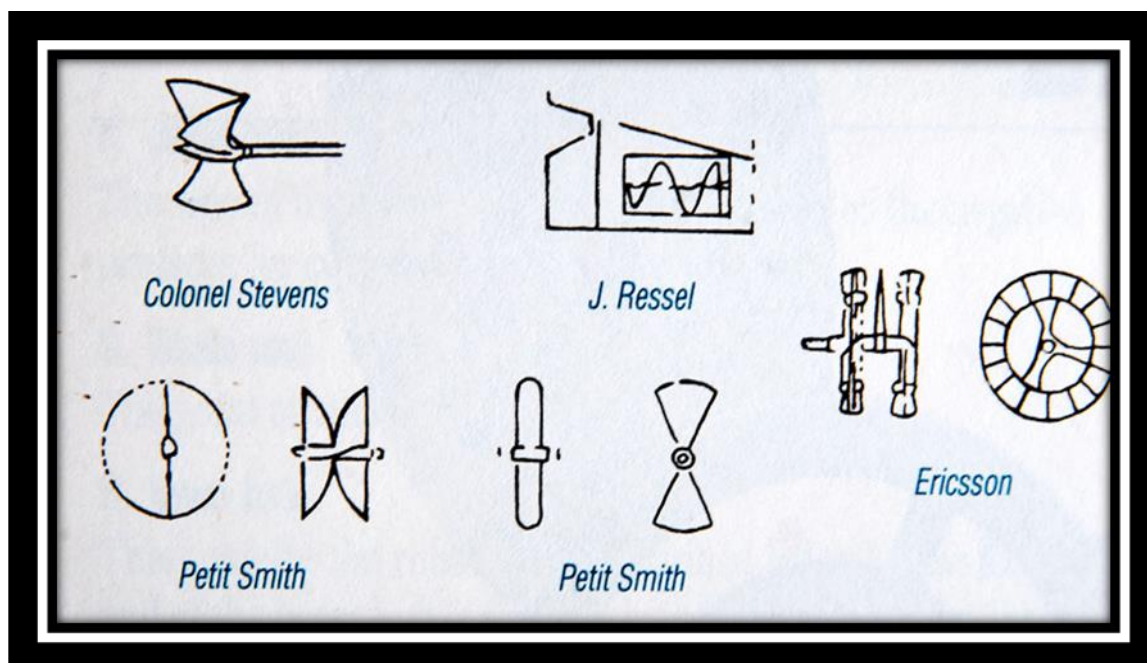 Colonel Stevens
J. Ressel
Ericsson
Petit Smith
Petit Smith